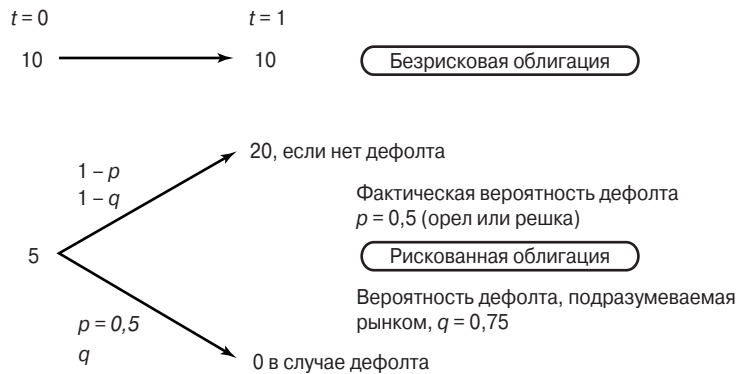 t = 0 t = 1
10 10 Безрисковая облигация
20, если нет дефолта
1 – p
1 – q
Фактическая вероятность дефолта
p = 0,5 (орел или решка)
5 Рискованная облигация
Вероятность дефолта, подразумеваемая
рынком, q = 0,75
p = 0,5
q
0 в случае дефолта